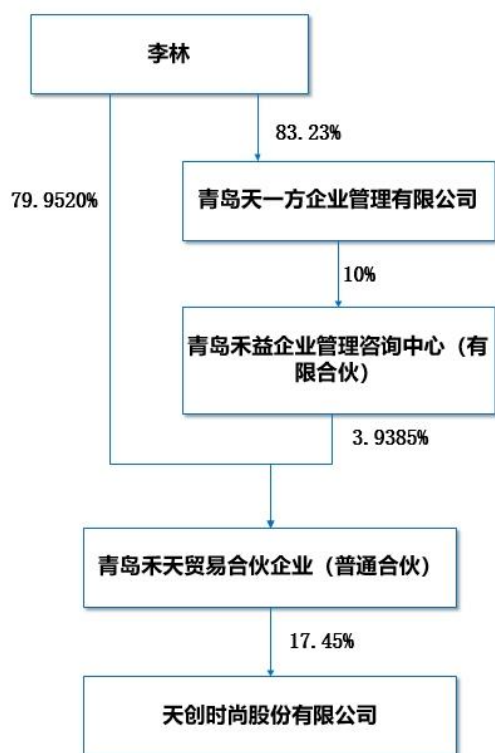 李林
83.23%
79.9520%
青岛天一方企业管理有限公司
10%
青岛禾益企业管理咨询中心（有
限合伙）
3.9385%
青岛禾天贸易合伙企业（普通合伙）
17.45%
天创时尚股份有限公司